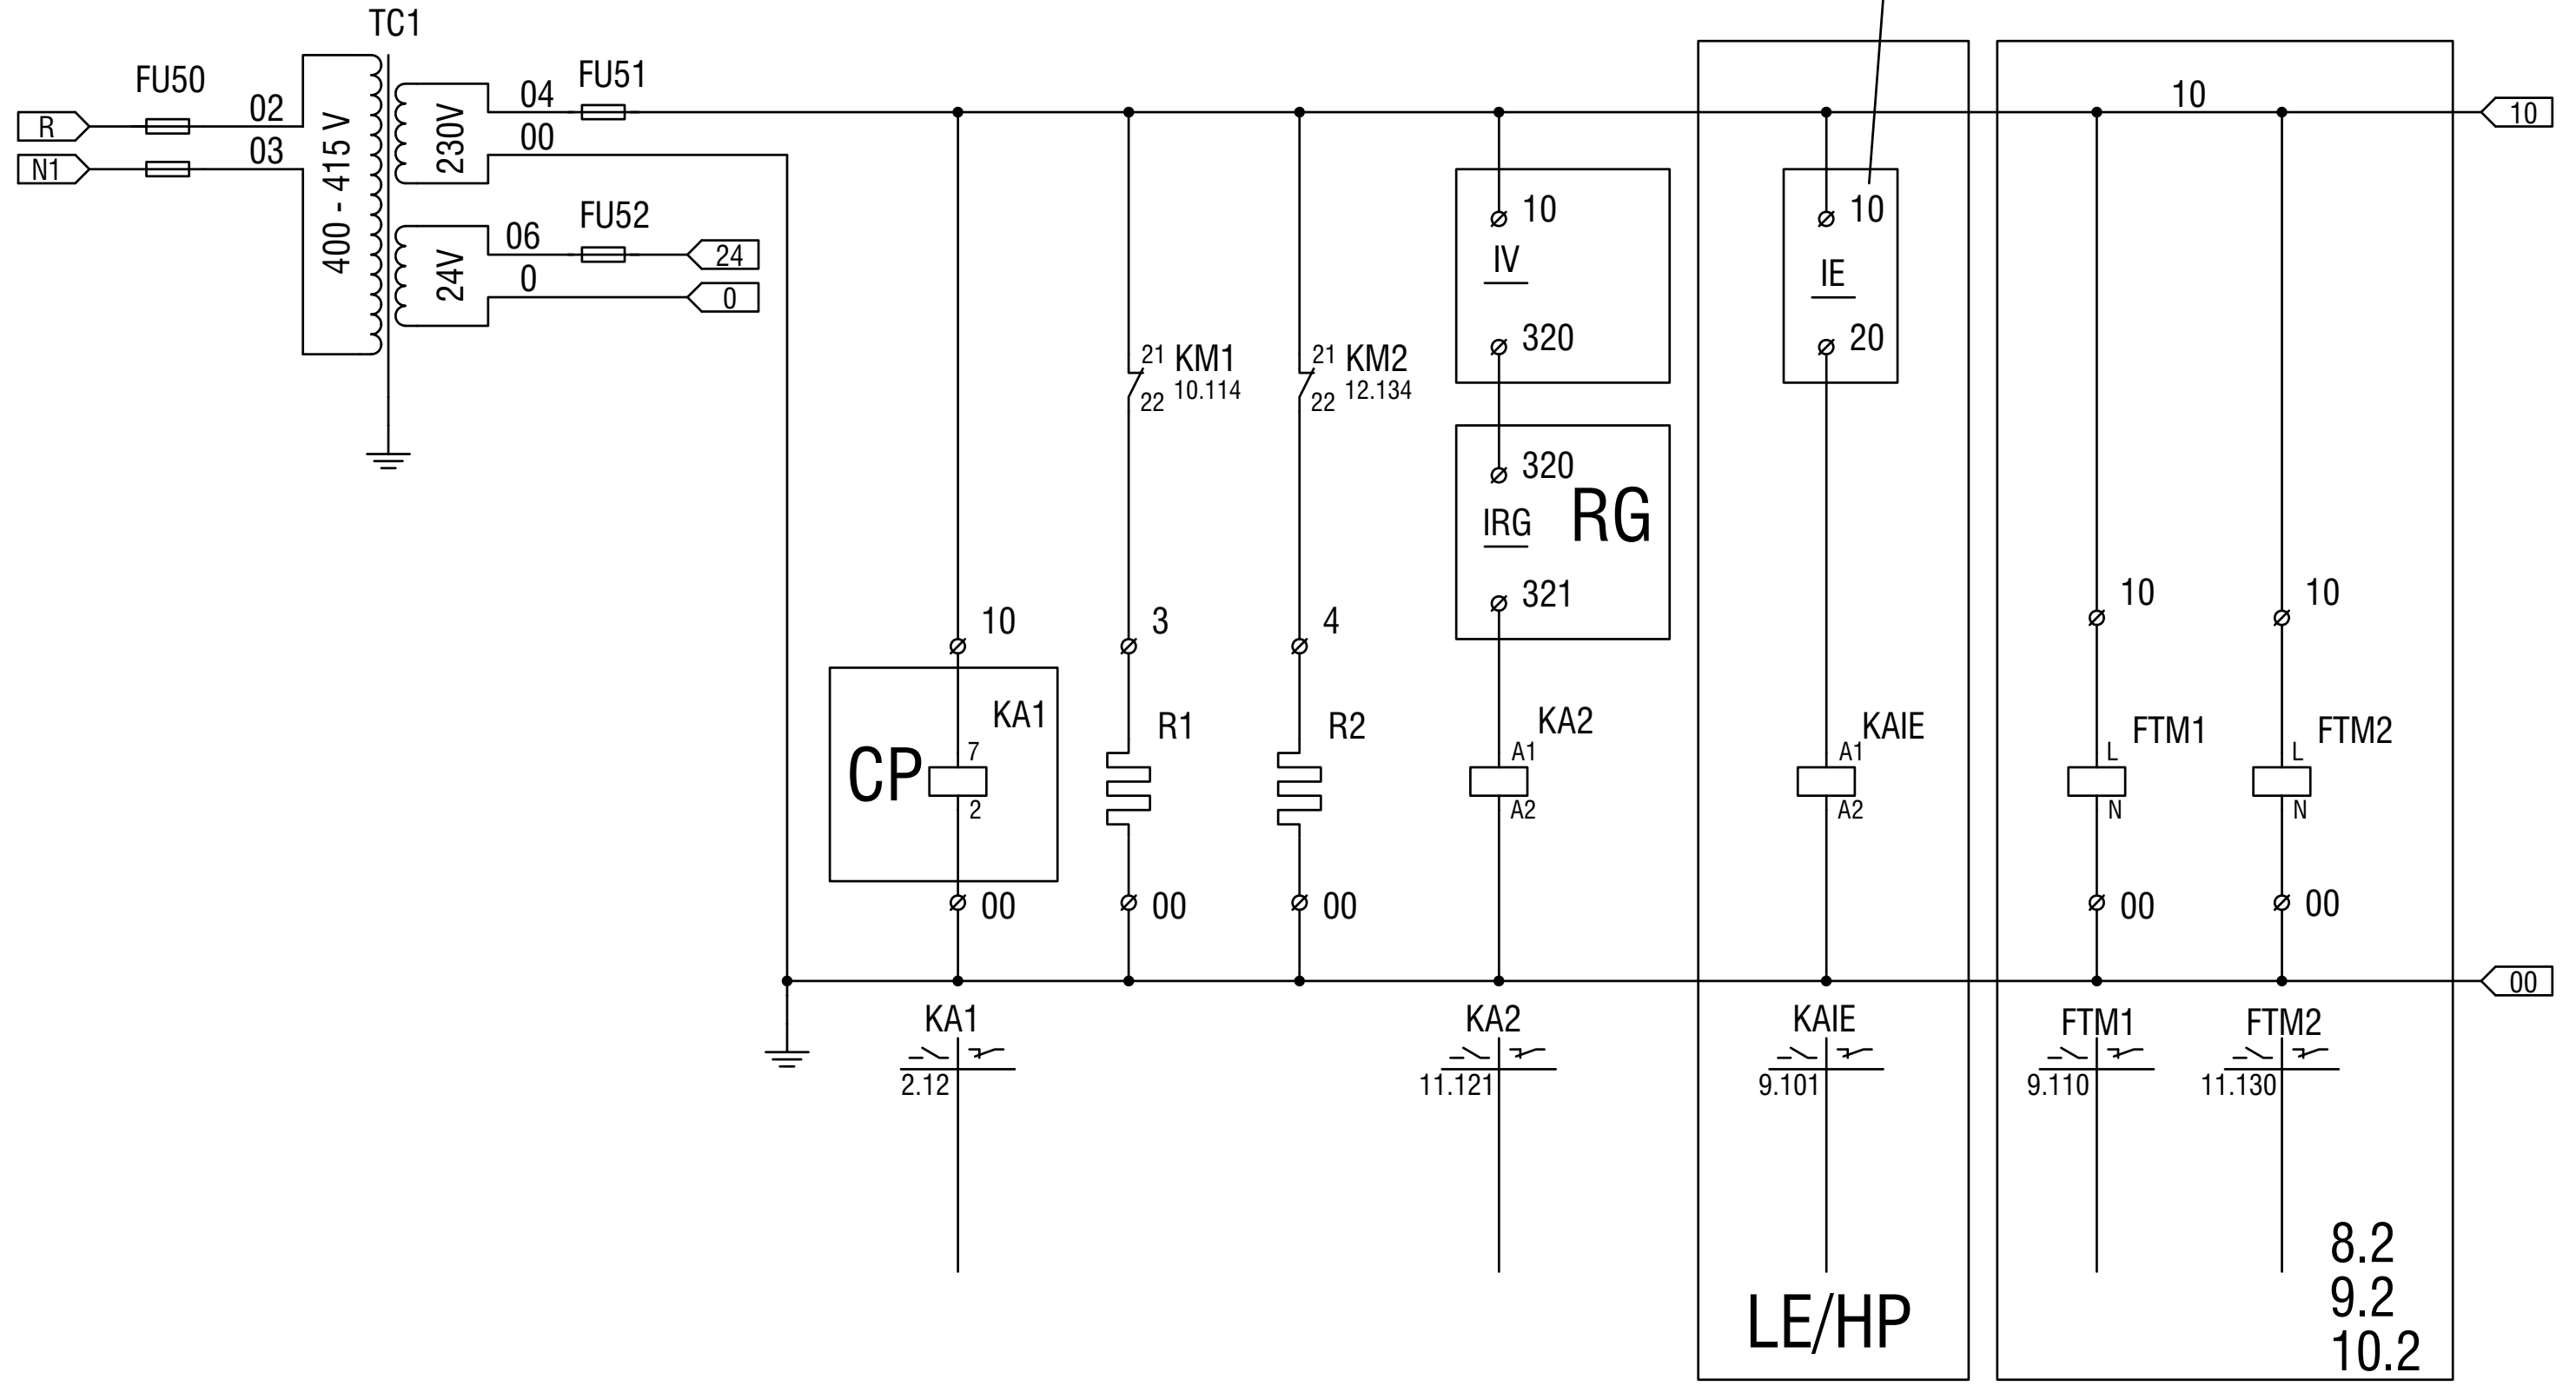 TC1
FU50
R
02
N1
03
400 - 415 V
230V
24V
04
FU51
00
06
FU52
24
0
0
10
10
10
IV
320
10
IE
20
21
KM1
22
10.114
21
KM2
22
12.134
320
IRG
RG
321
10
3
4
10
10
CP
KA1
7
2
R1
R2
KA2
A1
A2
KAIE
A1
A2
FTM1
L
N
FTM2
L
N
00
00
00
00
00
00
KA1
2.12
KA2
11.121
KAIE
9.101
FTM1
9.110
FTM2
11.130
LE/HP
8.2
9.2
10.2